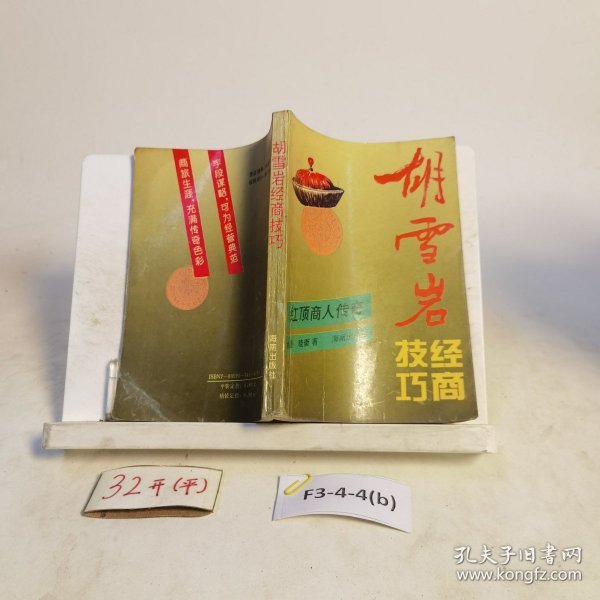 手段谋略，可为经营典范
商旅生涯，充满传奇色彩
胡雪岩经商技巧
海南出版社
胡雪岩
经商
技巧
红顶商人传奇
32开(平)
F3-4-4(b)
孔夫子旧书网
www.kongfz.com